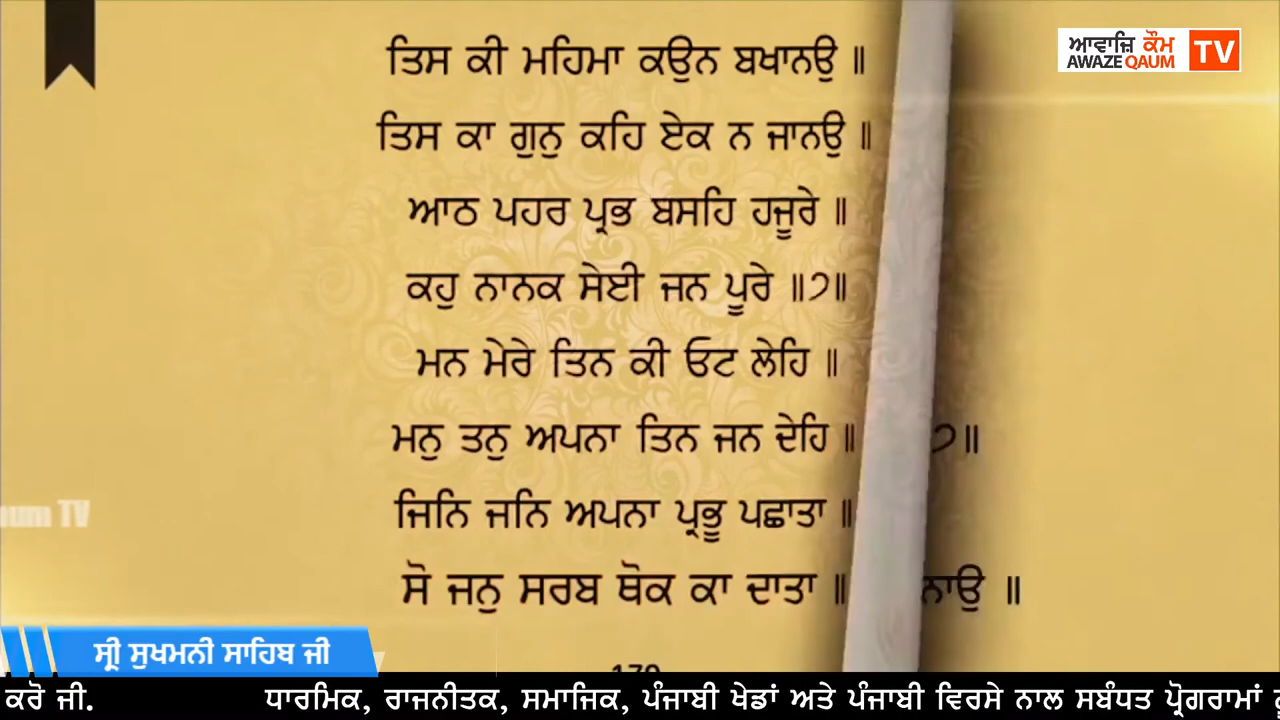 ਆਵਾਜ਼ਿ ਕੌਮ
AWAZE QAUM TV
ਤਿਸ ਕੀ ਮਹਿਮਾ ਕਉਨ ਬਖਾਨਉ ॥
ਤਿਸ ਕਾ ਗੁਨੁ ਕਹਿ ਏਕ ਨ ਜਾਨਉ ॥
ਆਠ ਪਹਰ ਪ੍ਰਭ ਬਸਹਿ ਹਜੂਰੇ ॥
ਕਹੁ ਨਾਨਕ ਸੇਈ ਜਨ ਪੂਰੇ ॥੭॥
ਮਨ ਮੇਰੇ ਤਿਨ ਕੀ ਓਟ ਲੇਹਿ ॥
ਮਨੁ ਤਨੁ ਅਪਨਾ ਤਿਨ ਜਨ ਦੇਹਿ ॥ ੭॥
ਜਿਨਿ ਜਨਿ ਅਪਨਾ ਪ੍ਰਭੂ ਪਛਾਤਾ ॥
ਸੋ ਜਨੁ ਸਰਬ ਥੋਕ ਕਾ ਦਾਤਾ ॥ ਨਾਉ ॥
TV
ਸ੍ਰੀ ਸੁਖਮਨੀ ਸਾਹਿਬ ਜੀ
ਕਰੋ ਜੀ. ਧਾਰਮਿਕ, ਰਾਜਨੀਤਕ, ਸਮਾਜਿਕ, ਪੰਜਾਬੀ ਖੇਡਾਂ ਅਤੇ ਪੰਜਾਬੀ ਵਿਰਸੇ ਨਾਲ ਸਬੰਧਤ ਪ੍ਰੋਗਰਾਮਾਂ